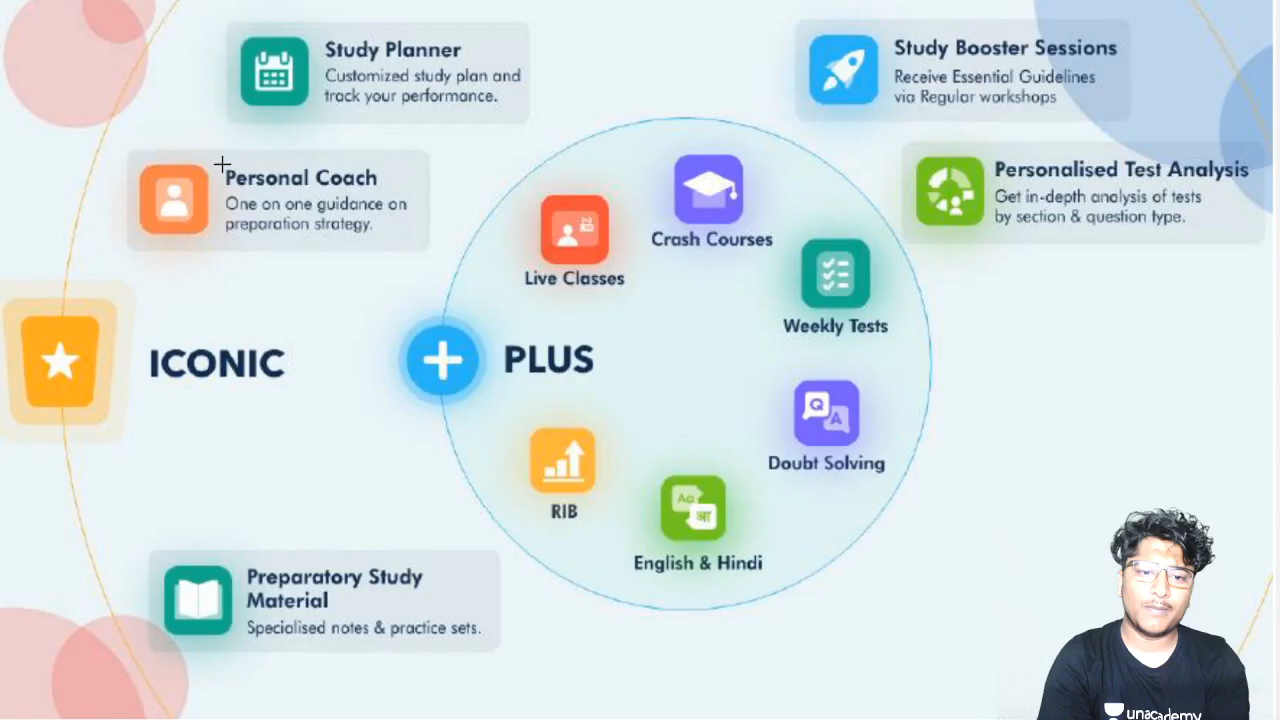 Study Planner
Customized study plan and
track your performance.
Study Booster Sessions
Receive Essential Guidelines
via Regular workshops
Personal Coach
One on one guidance on
preparation strategy.
Personalised Test Analysis
Get in-depth analysis of tests
by section & question type.
Crash Courses
Live Classes
Weekly Tests
ICONIC
PLUS
Q
A
Doubt Solving
RIB
Ao
आ
English & Hindi
Preparatory Study
Material
Specialised notes & practice sets.
unacademy